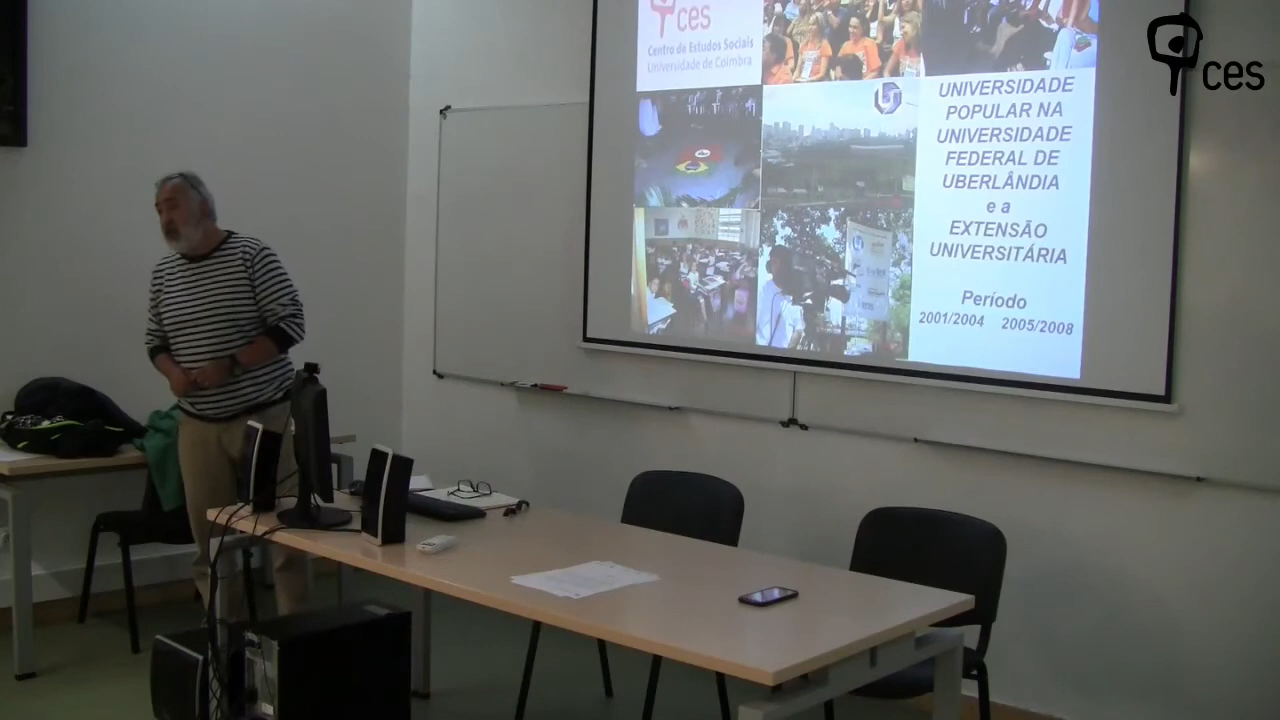 ces
Centro de Estudos Sociais
Universidade de Coimbra
UNIVERSIDADE
POPULAR NA
UNIVERSIDADE
FEDERAL DE
UBERLÂNDIA
e a
EXTENSÃO
UNIVERSITÁRIA
Período
2001/2004 2005/2008
ces